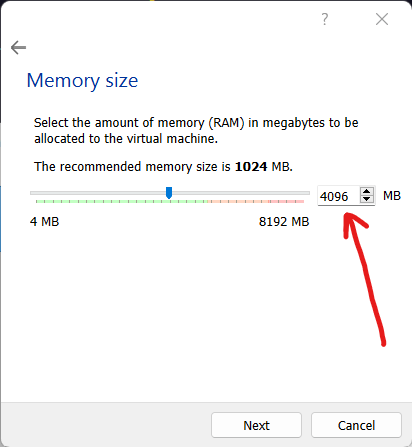 ?
Memory size
Select the amount of memory (RAM) in megabytes to be
allocated to the virtual machine.
The recommended memory size is 1024 MB.
4096 MB
4 MB 8192 MB
Next Cancel